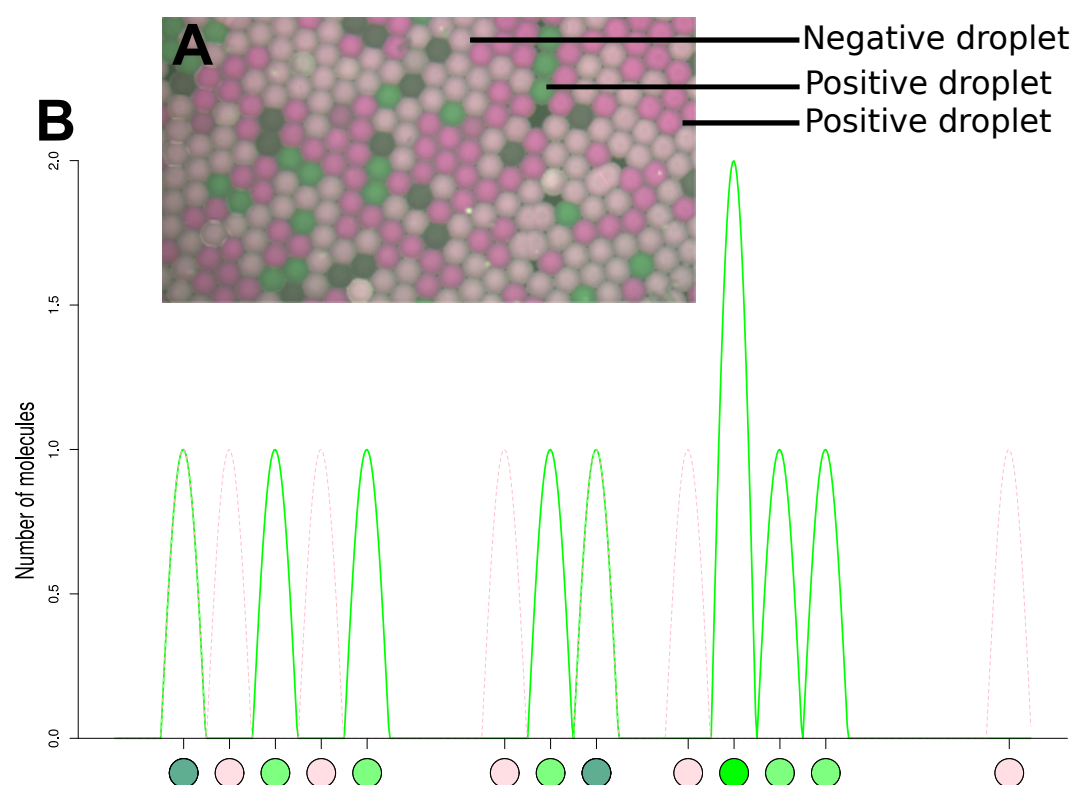 A
Negative droplet
Positive droplet
Positive droplet
B
2.0
1.5
1.0
0.5
0.0
Number of molecules